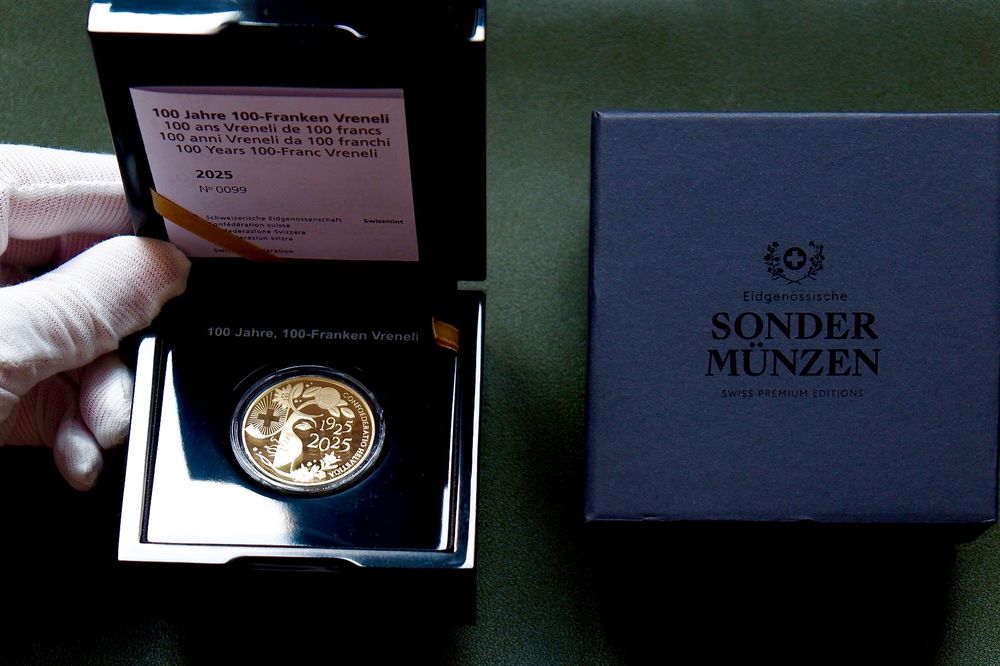 100 Jahre 100-Franken Vreneli
100 ans Vreneli de 100 francs
100 anni Vreneli da 100 franchi
100 Years 100-Franc Vreneli
2025
Nº 0099
Schweizerische Eidgenossenschaft
Swissmint
Confédération suisse
Svizzera
svizra
100 Jahre, 100-Franken Vreneli
CONFOEDERATIO HELVETICA
1925
2025
Eidgenössische
SONDER
MÜNZEN
SWISS PREMIUM EDITIONS